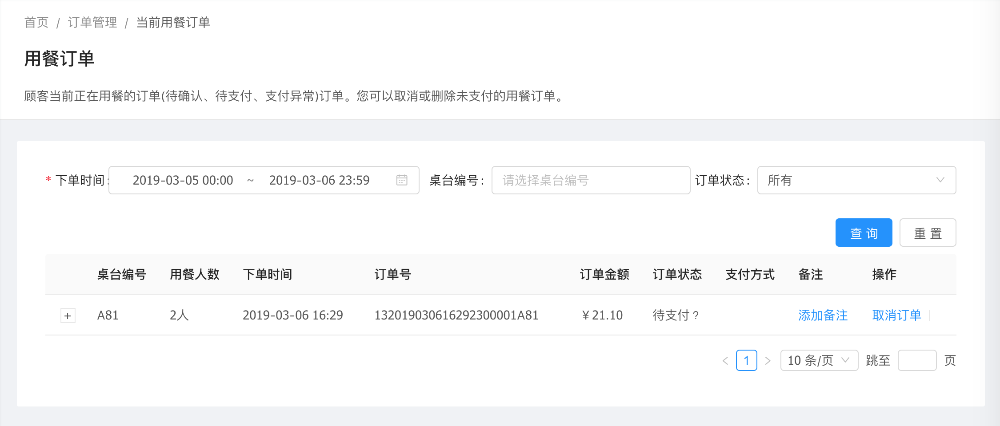 首页 / 订单管理 / 当前用餐订单
用餐订单
顾客当前正在用餐的订单(待确认、待支付、支付异常)订单。您可以取消或删除未支付的用餐订单。
* 下单时间: 2019-03-05 00:00 ~ 2019-03-06 23:59 桌台编号: 请选择桌台编号 订单状态: 所有
查 询 重 置
桌台编号 用餐人数 下单时间 订单号 订单金额 订单状态 支付方式 备注 操作
+ A81 2人 2019-03-06 16:29 132019030616292300001A81 ¥21.10 待支付? 添加备注 取消订单
< 1 > 10 条/页 跳至 页